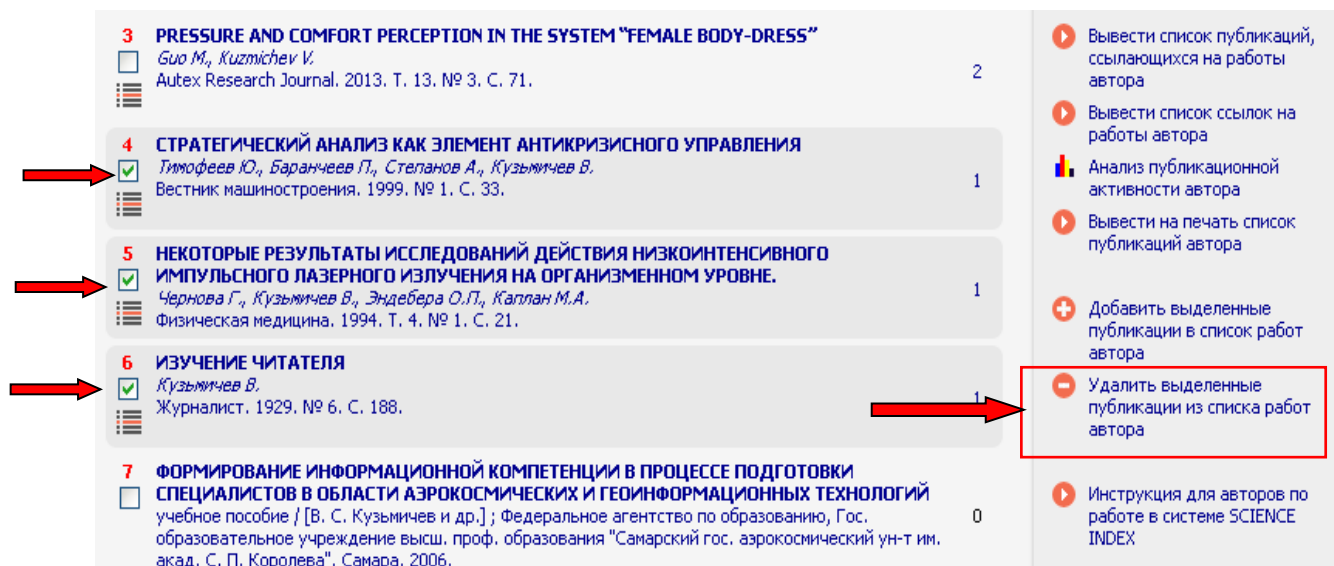 3 PRESSURE AND COMFORT PERCEPTION IN THE SYSTEM "FEMALE BODY-DRESS"
Guo M., Kuzmichev V.
Autex Research Journal. 2013. Т. 13. № 3. С. 71.
2
4 СТРАТЕГИЧЕСКИЙ АНАЛИЗ КАК ЭЛЕМЕНТ АНТИКРИЗИСНОГО УПРАВЛЕНИЯ
Тимофеев Ю., Баранчеев П., Степанов А., Кузьмичев В.
Вестник машиностроения. 1999. № 1. С. 33.
1
5 НЕКОТОРЫЕ РЕЗУЛЬТАТЫ ИССЛЕДОВАНИЙ ДЕЙСТВИЯ НИЗКОИНТЕНСИВНОГО
ИМПУЛЬСНОГО ЛАЗЕРНОГО ИЗЛУЧЕНИЯ НА ОРГАНИЗМЕННОМ УРОВНЕ.
Чернова Г., Кузьмичев В., Эндебера О.П., Каплан М.А.
Физическая медицина. 1994. Т. 4. № 1. С. 21.
1
6 ИЗУЧЕНИЕ ЧИТАТЕЛЯ
Кузьмичев В.
Журналист. 1929. № 6. С. 188.
1
7 ФОРМИРОВАНИЕ ИНФОРМАЦИОННОЙ КОМПЕТЕНЦИИ В ПРОЦЕССЕ ПОДГОТОВКИ
СПЕЦИАЛИСТОВ В ОБЛАСТИ АЭРОКОСМИЧЕСКИХ И ГЕОИНФОРМАЦИОННЫХ ТЕХНОЛОГИЙ
учебное пособие / [В. С. Кузьмичев и др.] ; Федеральное агентство по образованию, Гос.
образовательное учреждение высш. проф. образования "Самарский гос. аэрокосмический ун-т им.
акад. С. П. Королева". Самара, 2006.
0
Вывести список публикаций,
ссылающихся на работы
автора
Вывести список ссылок на
работы автора
Анализ публикационной
активности автора
Вывести на печать список
публикаций автора
Добавить выделенные
публикации в список работ
автора
Удалить выделенные
публикации из списка работ
автора
Инструкция для авторов по
работе в системе SCIENCE
INDEX